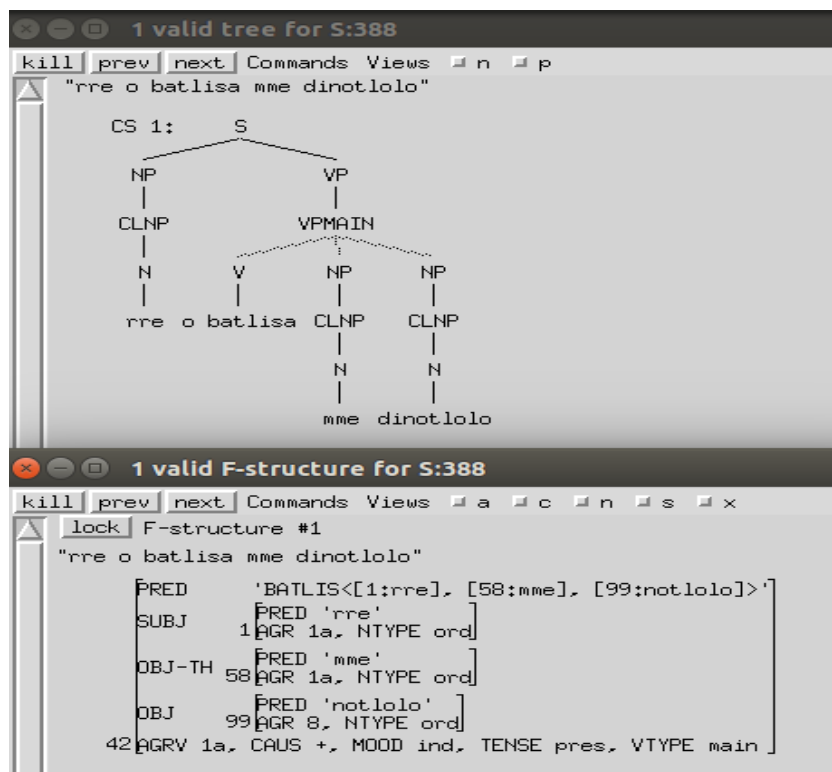 1 valid tree for S:388
kill prev next Commands Views n p
"rre o batlisa mme dinotlolo"
CS 1: S
NP VP
CLNP VPMAIN
N V NP NP
rre o batlisa CLNP CLNP
N N
mme dinotlolo
1 valid F-structure for S:388
kill prev next Commands Views a c n s x
lock F-structure #1
"rre o batlisa mme dinotlolo"
PRED 'BATLIS<[1:rre], [58:mme], [99:notlolo]>'
PRED 'rre'
SUBJ
1 AGR 1a, NTYPE ord
PRED 'mme'
OBJ-TH
58 AGR 1a, NTYPE ord
PRED 'notlolo'
OBJ
99 AGR 8, NTYPE ord
42 AGRV 1a, CAUS +, MOOD ind, TENSE pres, VTYPE main